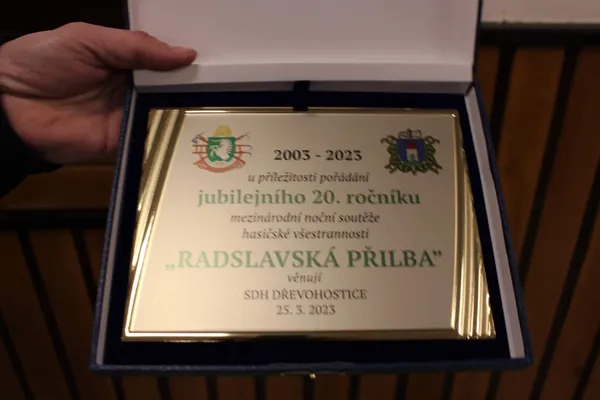 2003 - 2023
u příležitosti pořádání
jubilejního 20. ročníku
mezinárodní noční soutěže
hasičské všestrannosti
„RADSLAVSKÁ PŘILBA”
věnují
SDH DŘEVOHOSTICE
25. 3. 2023